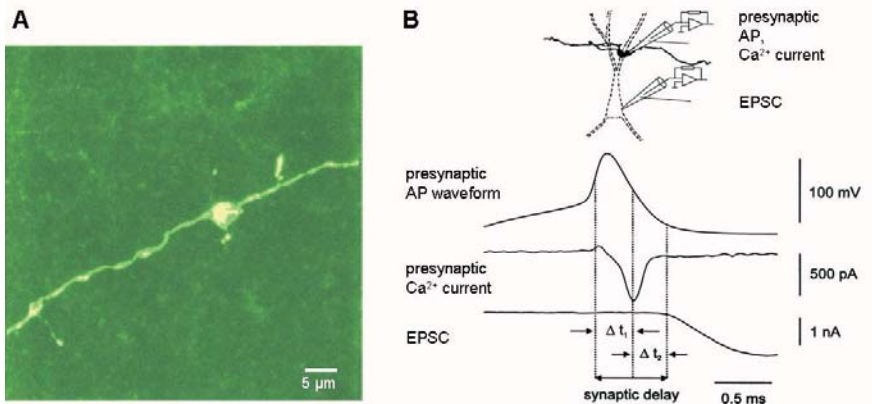 A
5 μm
B
presynaptic
AP,
Ca²⁺ current
EPSC
presynaptic
AP waveform
100 mV
presynaptic
Ca²⁺ current
500 pA
EPSC
1 nA
Δ t₁
Δ t₂
synaptic delay
0.5 ms